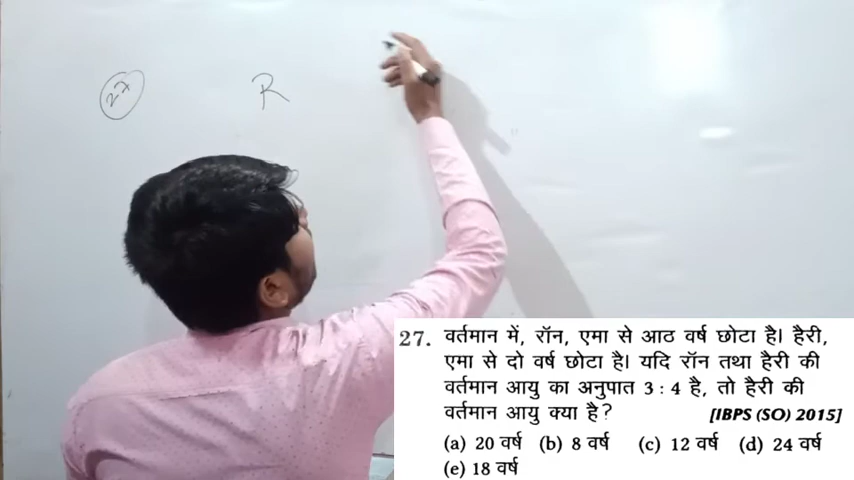 27
R
27. वर्तमान में, रॉन, एमा से आठ वर्ष छोटा है। हैरी,
एमा से दो वर्ष छोटा है। यदि रॉन तथा हैरी की
वर्तमान आयु का अनुपात 3 : 4 है, तो हैरी की
वर्तमान आयु क्या है? [IBPS (SO) 2015]
(a) 20 वर्ष (b) 8 वर्ष (c) 12 वर्ष (d) 24 वर्ष
(e) 18 वर्ष